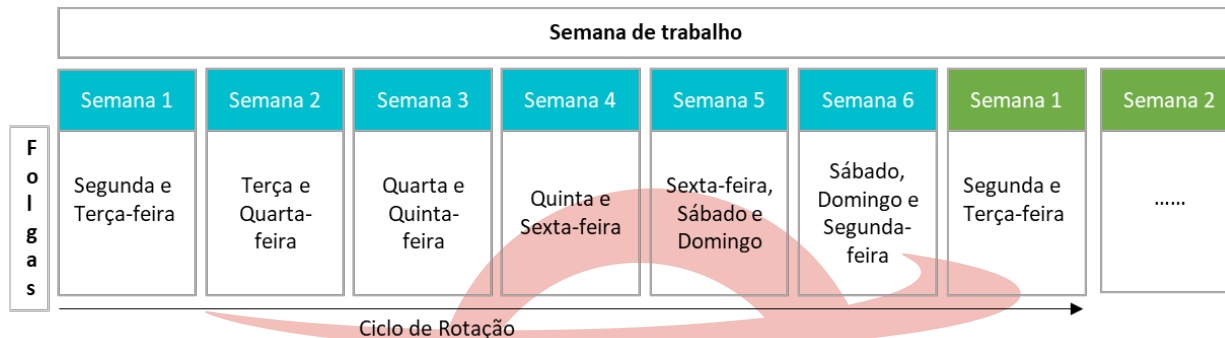 Semana de trabalho
Semana 1
Semana 2
Semana 3
Semana 4
Semana 5
Semana 6
Semana 1
Semana 2
Folgas
Segunda e
Terça-feira
Terça e
Quarta-
feira
Quarta e
Quinta-
feira
Quinta e
Sexta-feira
Sexta-feira,
Sábado e
Domingo
Sábado,
Domingo e
Segunda-
feira
Segunda e
Terça-feira
......
Ciclo de Rotação